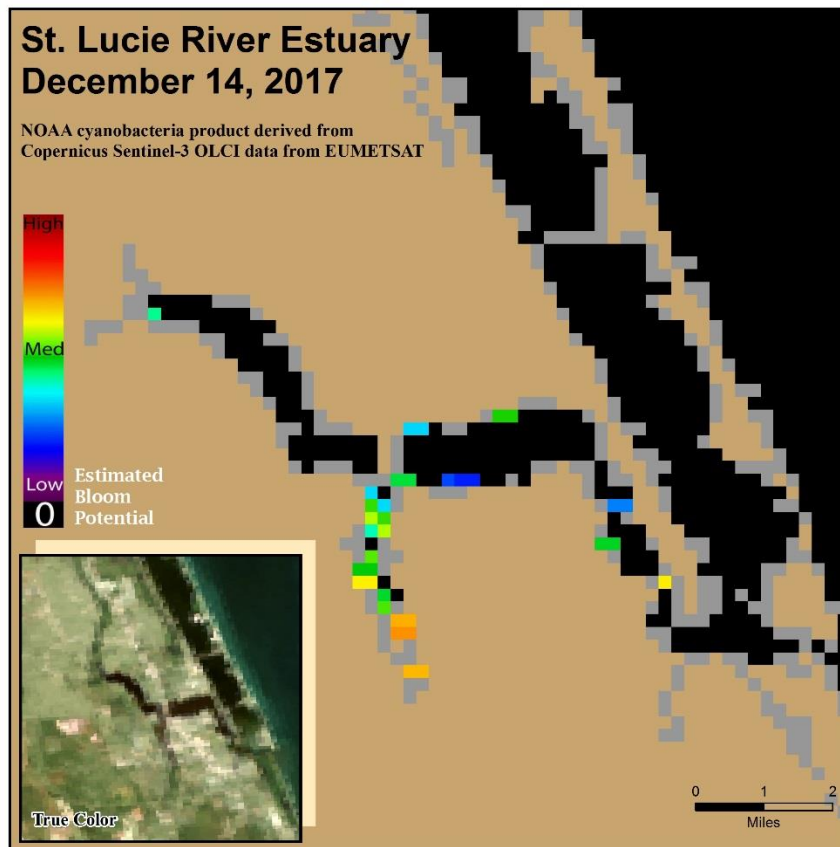 St. Lucie River Estuary
December 14, 2017
NOAA cyanobacteria product derived from
Copernicus Sentinel-3 OLCI data from EUMETSAT
High
Med
Low
0
Estimated
Bloom
Potential
True Color
0 1 2
Miles